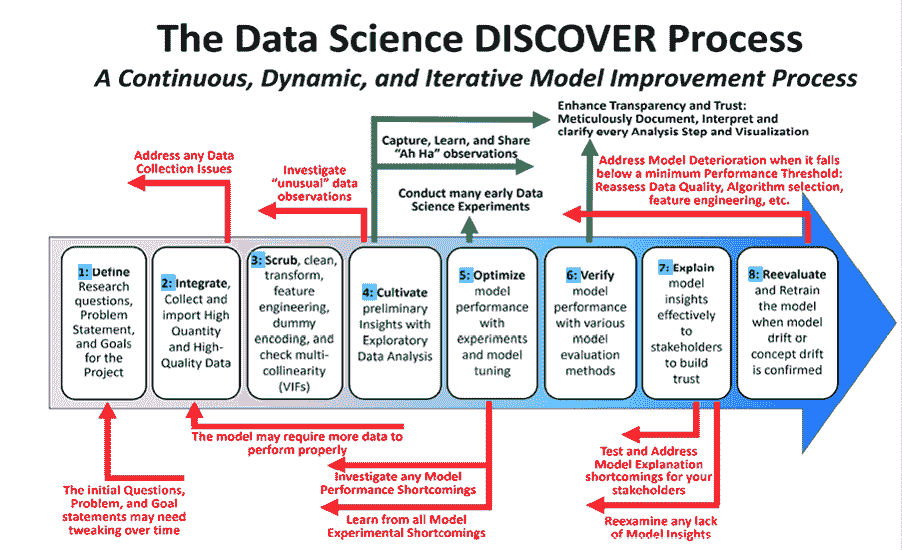 The Data Science DISCOVER Process
A Continuous, Dynamic, and Iterative Model Improvement Process
Enhance Transparency and Trust:
Meticulously Document, Interpret and
clarify every Analysis Step and Visualization
Capture, Learn, and Share
"Ah Ha" observations
Address any Data
Collection Issues
Investigate
"unusual" data
observations
Conduct many early Data
Science Experiments
Address Model Deterioration when it falls
below a minimum Performance Threshold:
Reassess Data Quality, Algorithm selection,
feature engineering, etc.
1: Define
Research
questions,
Problem
Statement,
and Goals
for the
Project
2: Integrate,
Collect and
import High
Quantity
and High-
Quality Data
3: Scrub, clean,
transform,
feature
engineering,
dummy
encoding, and
check multi-
collinearity
(VIFs)
4: Cultivate
preliminary
Insights with
Exploratory
Data Analysis
5: Optimize
model
performance
with
experiments
and model
tuning
6: Verify
model
performance
with various
model
evaluation
methods
7: Explain
model
insights
effectively
to
stakeholders
to build
trust
8: Reevaluate
and Retrain
the model
when model
drift or
concept drift
is confirmed
The model may require more data to
perform properly
The initial Questions,
Problem, and Goal
statements may need
tweaking over time
Investigate any Model
Performance Shortcomings
Learn from all Model
Experimental Shortcomings
Test and Address
Model Explanation
shortcomings for your
stakeholders
Reexamine any lack
of Model Insights